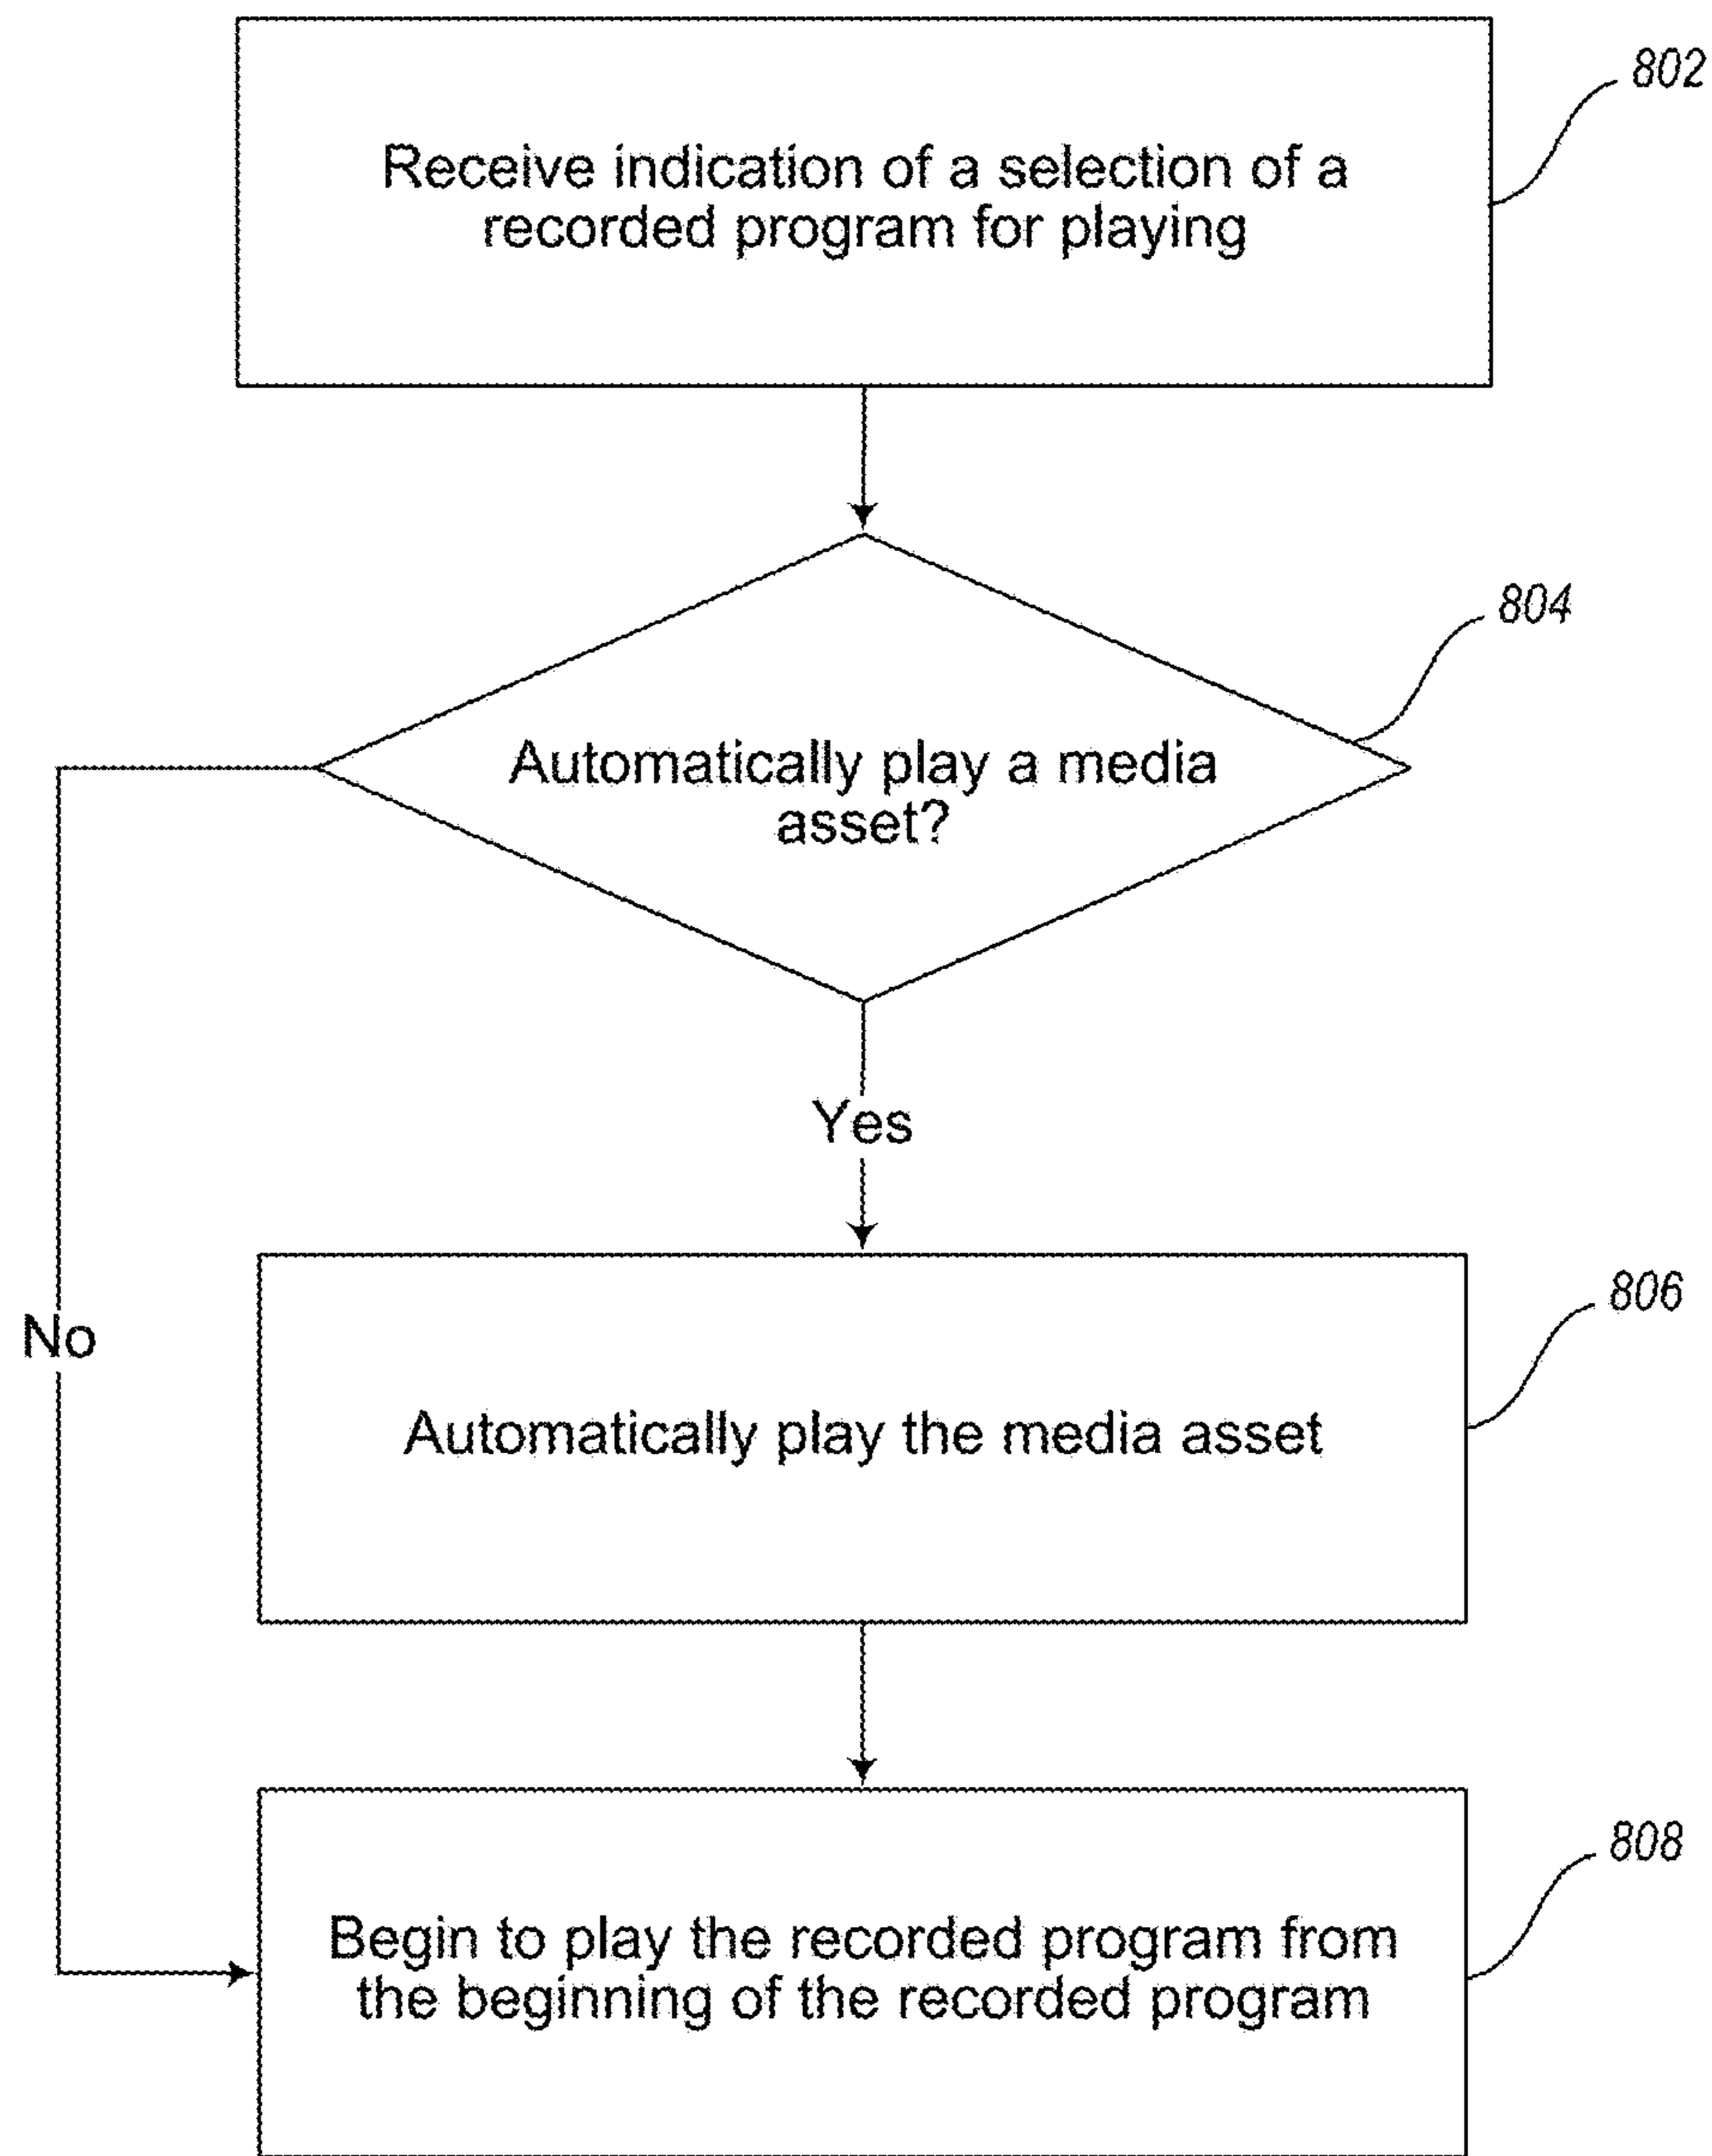 Receive indication of a selection of a
recorded program for playing
802
Automatically play a media
asset?
804
Yes
No
Automatically play the media asset
806
Begin to play the recorded program from
the beginning of the recorded program
808